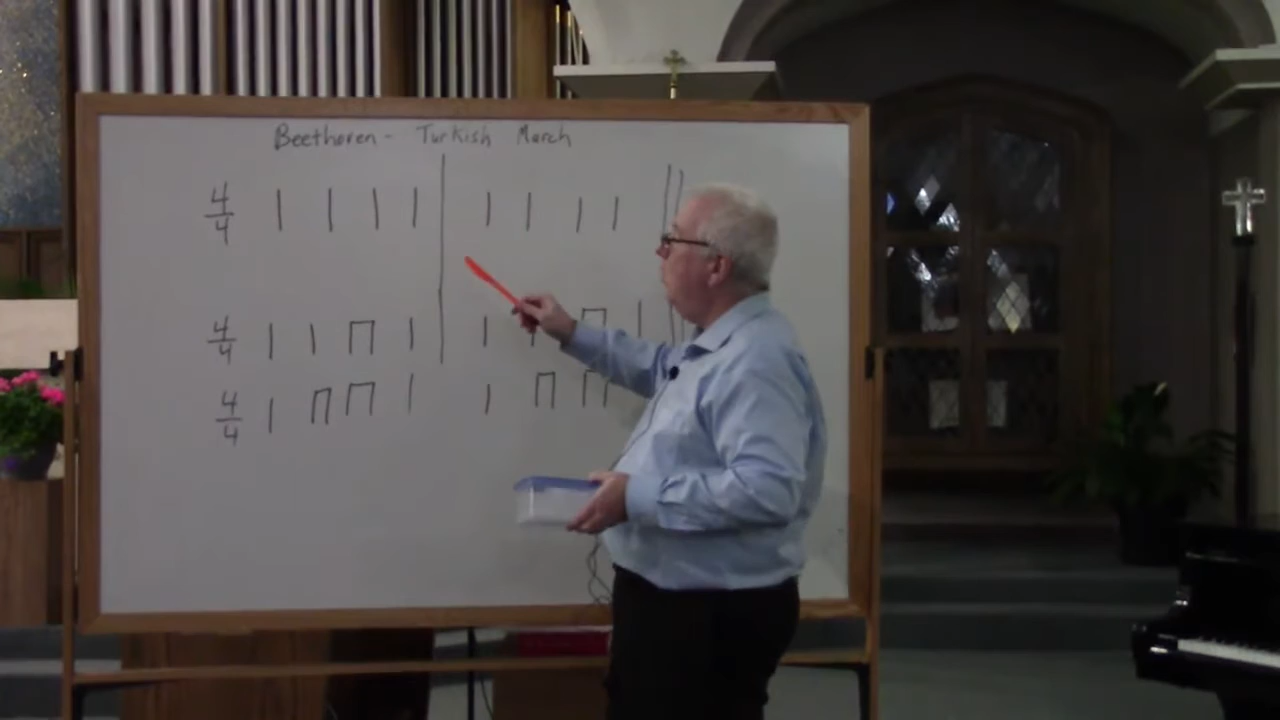 Beethoven - Turkish March
4/4 | | | | | | | | | ||
4/4 | | ⊓ | | | | ⊓ |
4/4 | ⊓ ⊓ | | ⊓ ⊓